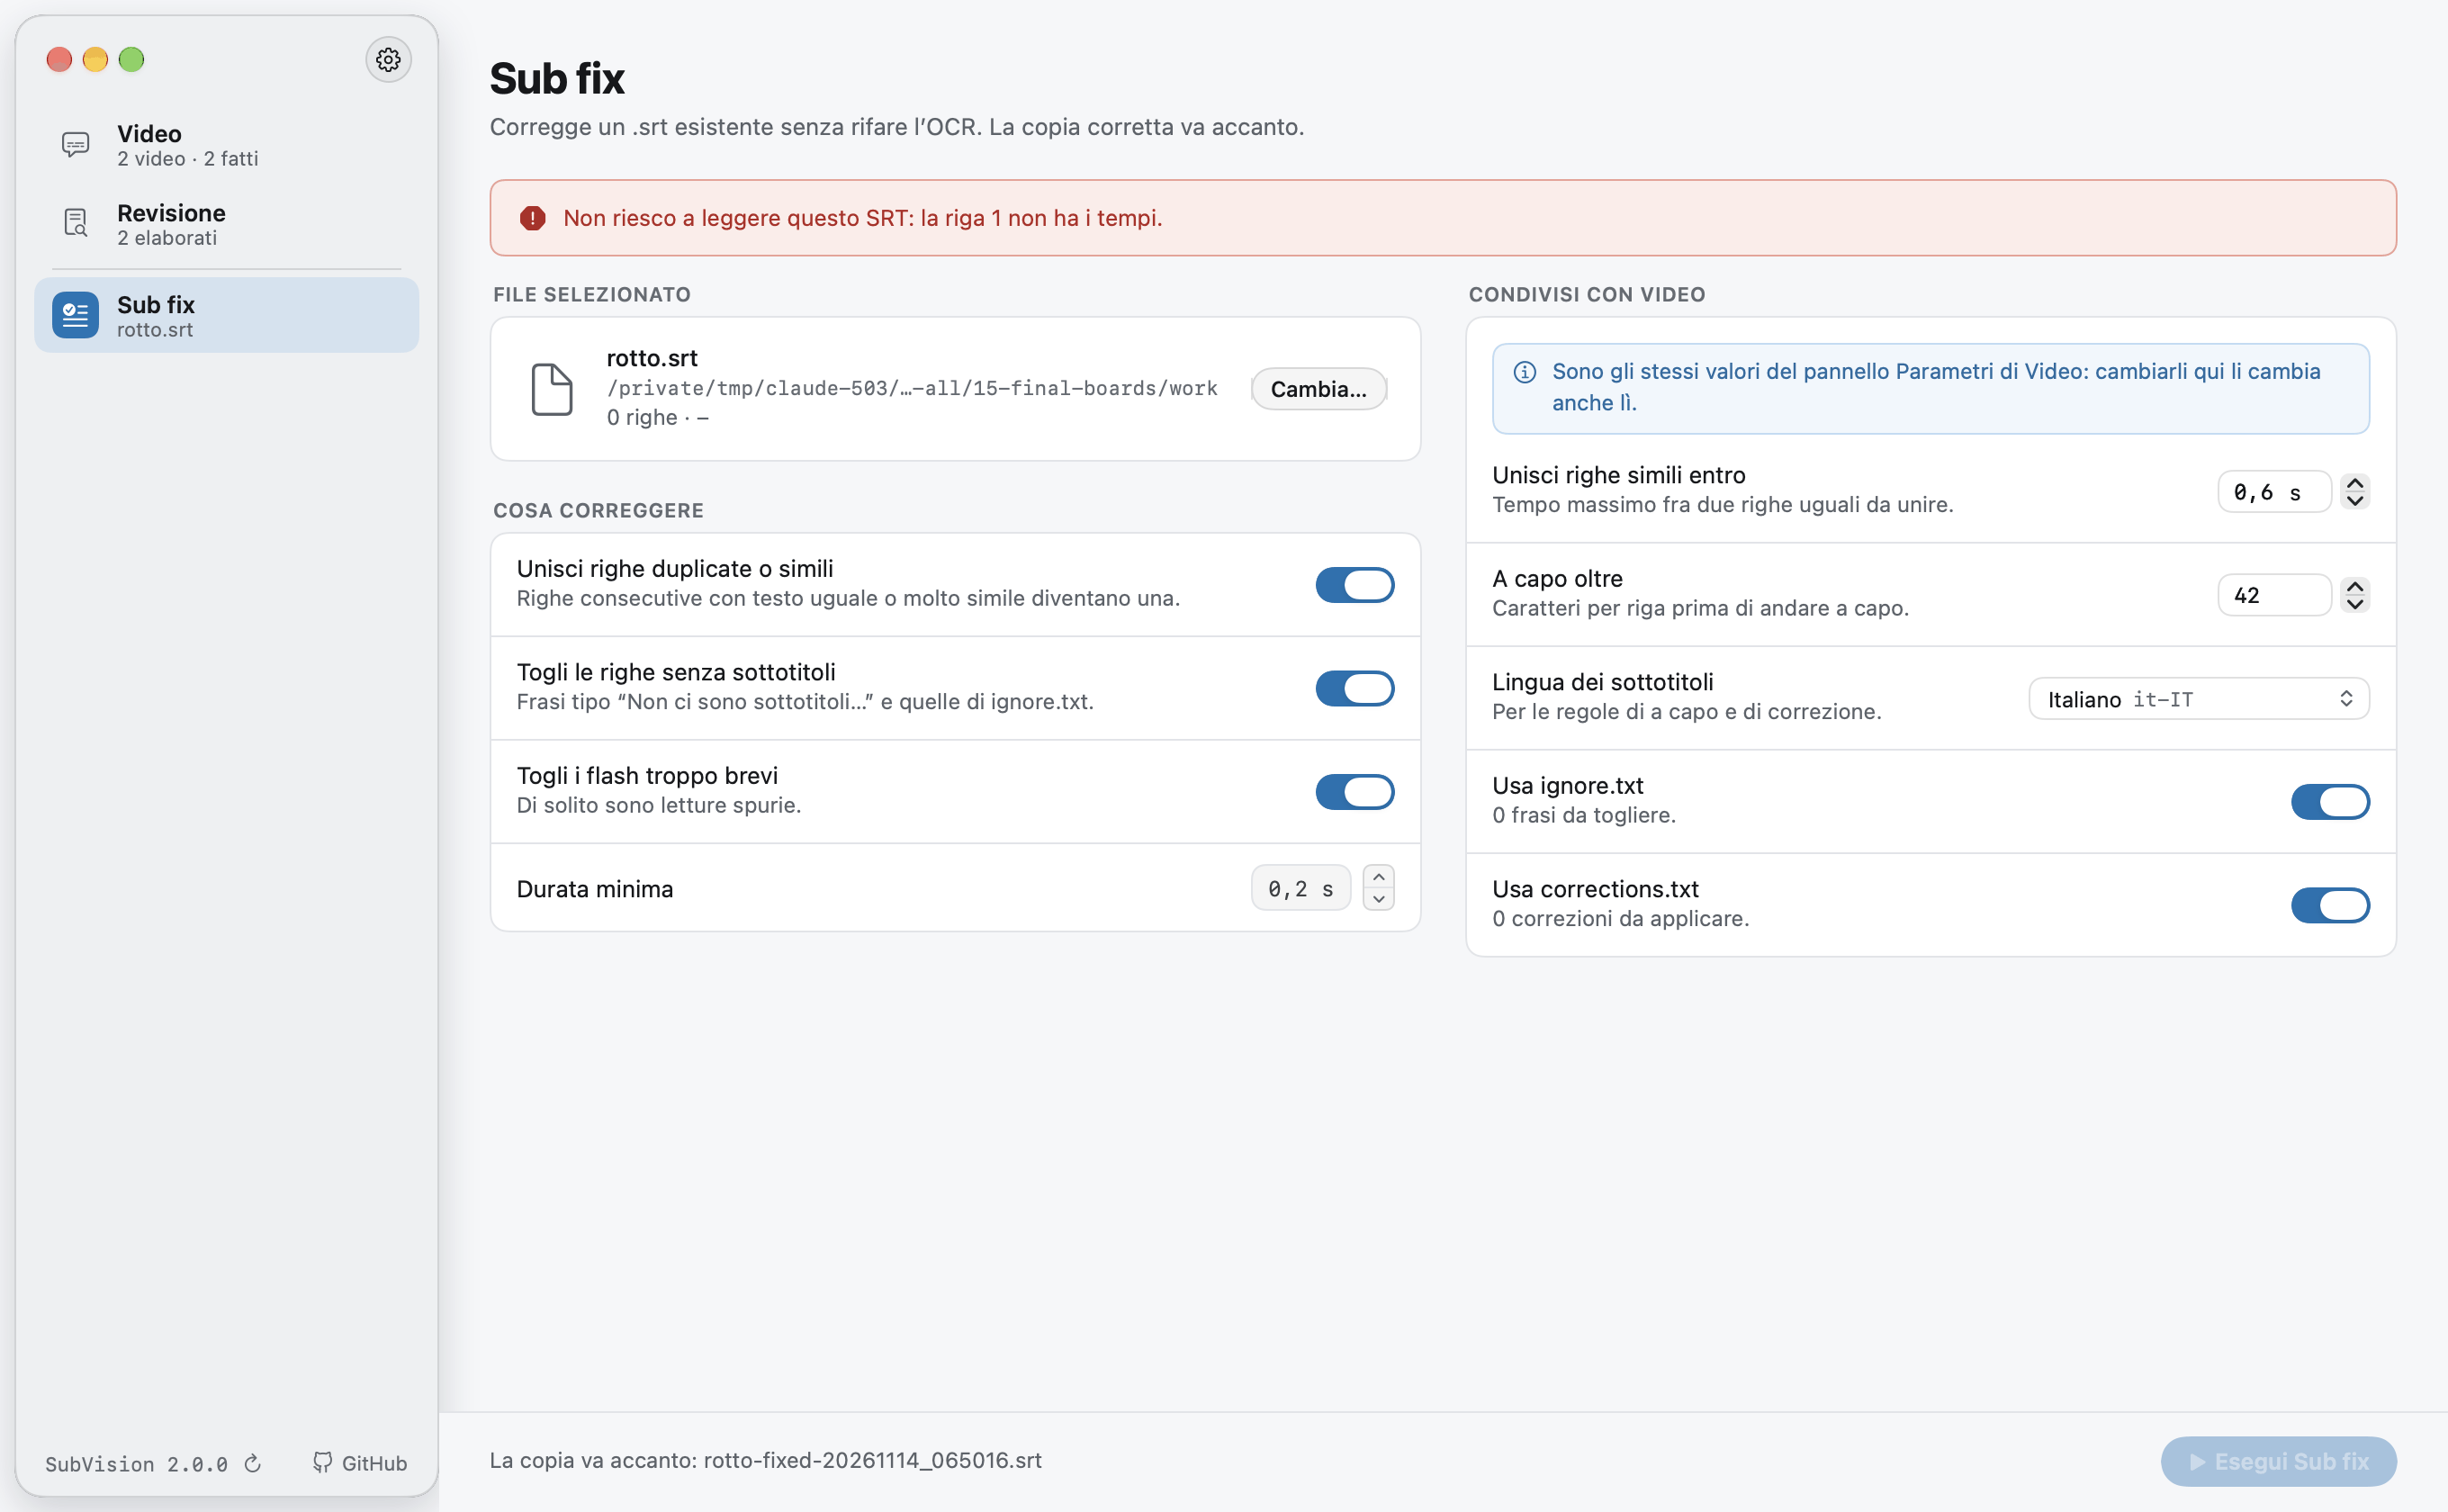 Video
2 video · 2 fatti
Revisione
2 elaborati
Sub fix
rotto.srt
SubVision 2.0.0
GitHub
Sub fix
Corregge un .srt esistente senza rifare l’OCR. La copia corretta va accanto.
Non riesco a leggere questo SRT: la riga 1 non ha i tempi.
FILE SELEZIONATO
rotto.srt
/private/tmp/claude-503/…-all/15-final-boards/work
0 righe · –
Cambia...
COSA CORREGGERE
Unisci righe duplicate o simili
Righe consecutive con testo uguale o molto simile diventano una.
Togli le righe senza sottotitoli
Frasi tipo “Non ci sono sottotitoli…” e quelle di ignore.txt.
Togli i flash troppo brevi
Di solito sono letture spurie.
Durata minima
0,2 s
CONDIVISI CON VIDEO
Sono gli stessi valori del pannello Parametri di Video: cambiarli qui li cambia
anche lì.
Unisci righe simili entro
Tempo massimo fra due righe uguali da unire.
0,6 s
A capo oltre
Caratteri per riga prima di andare a capo.
42
Lingua dei sottotitoli
Per le regole di a capo e di correzione.
Italiano it-IT
Usa ignore.txt
0 frasi da togliere.
Usa corrections.txt
0 correzioni da applicare.
La copia va accanto: rotto-fixed-20261114_065016.srt
Esegui Sub fix